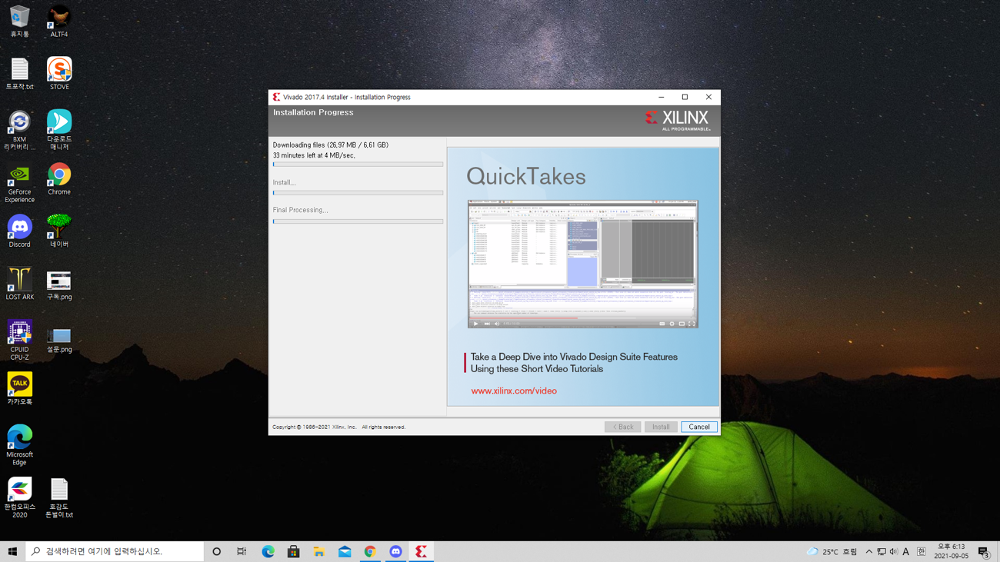 휴지통
ALTF4
트포작.txt
STOVE
BXM
리커버리 ...
다운로드
매니저
GeForce
Experience
Chrome
Discord
네이버
LOST ARK
구독.png
CPUID
CPU-Z
설문.png
TALK
카카오톡
Microsoft
Edge
한컴오피스
2020
호감도
돈벌이.txt
Vivado 2017.4 Installer - Installation Progress
Installation Progress
XILINX
ALL PROGRAMMABLE.
Downloading files (26.97 MB / 6.61 GB)
33 minutes left at 4 MB/sec.
Install...
Final Processing...
QuickTakes
Take a Deep Dive into Vivado Design Suite Features
Using these Short Video Tutorials
www.xilinx.com/video
Copyright © 1986-2021 Xilinx, Inc. All rights reserved.
< Back
Install
Cancel
검색하려면 여기에 입력하십시오.
25°C 흐림
A
한
오후 6:13
2021-09-05
3